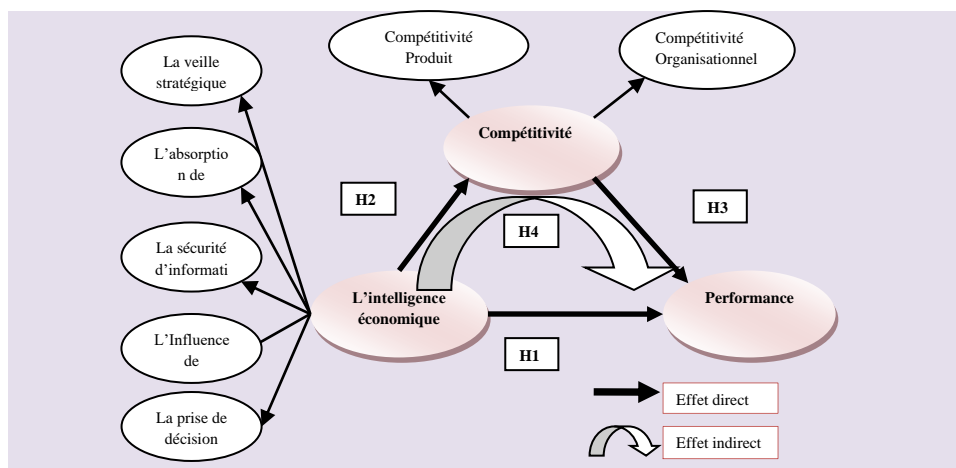 La veille
stratégique
L'absorptio
n de
La sécurité
d'informati
L'Influence
de
La prise de
décision
Compétitivité
Produit
Compétitivité
Organisationnel
Compétitivité
H2
H4
H3
L'intelligence
économique
Performance
H1
Effet direct
Effet indirect